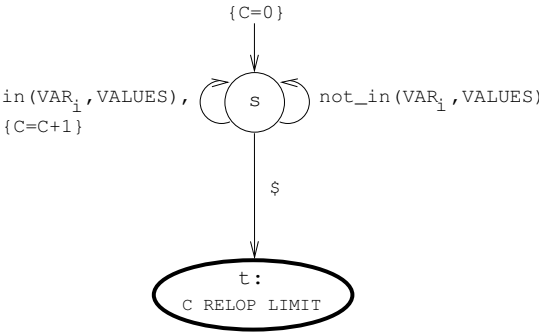 {C=0}
in(VARi,VALUES),
s
not_in(VARi,VALUES)
{C=C+1}
$
t:
C RELOP LIMIT